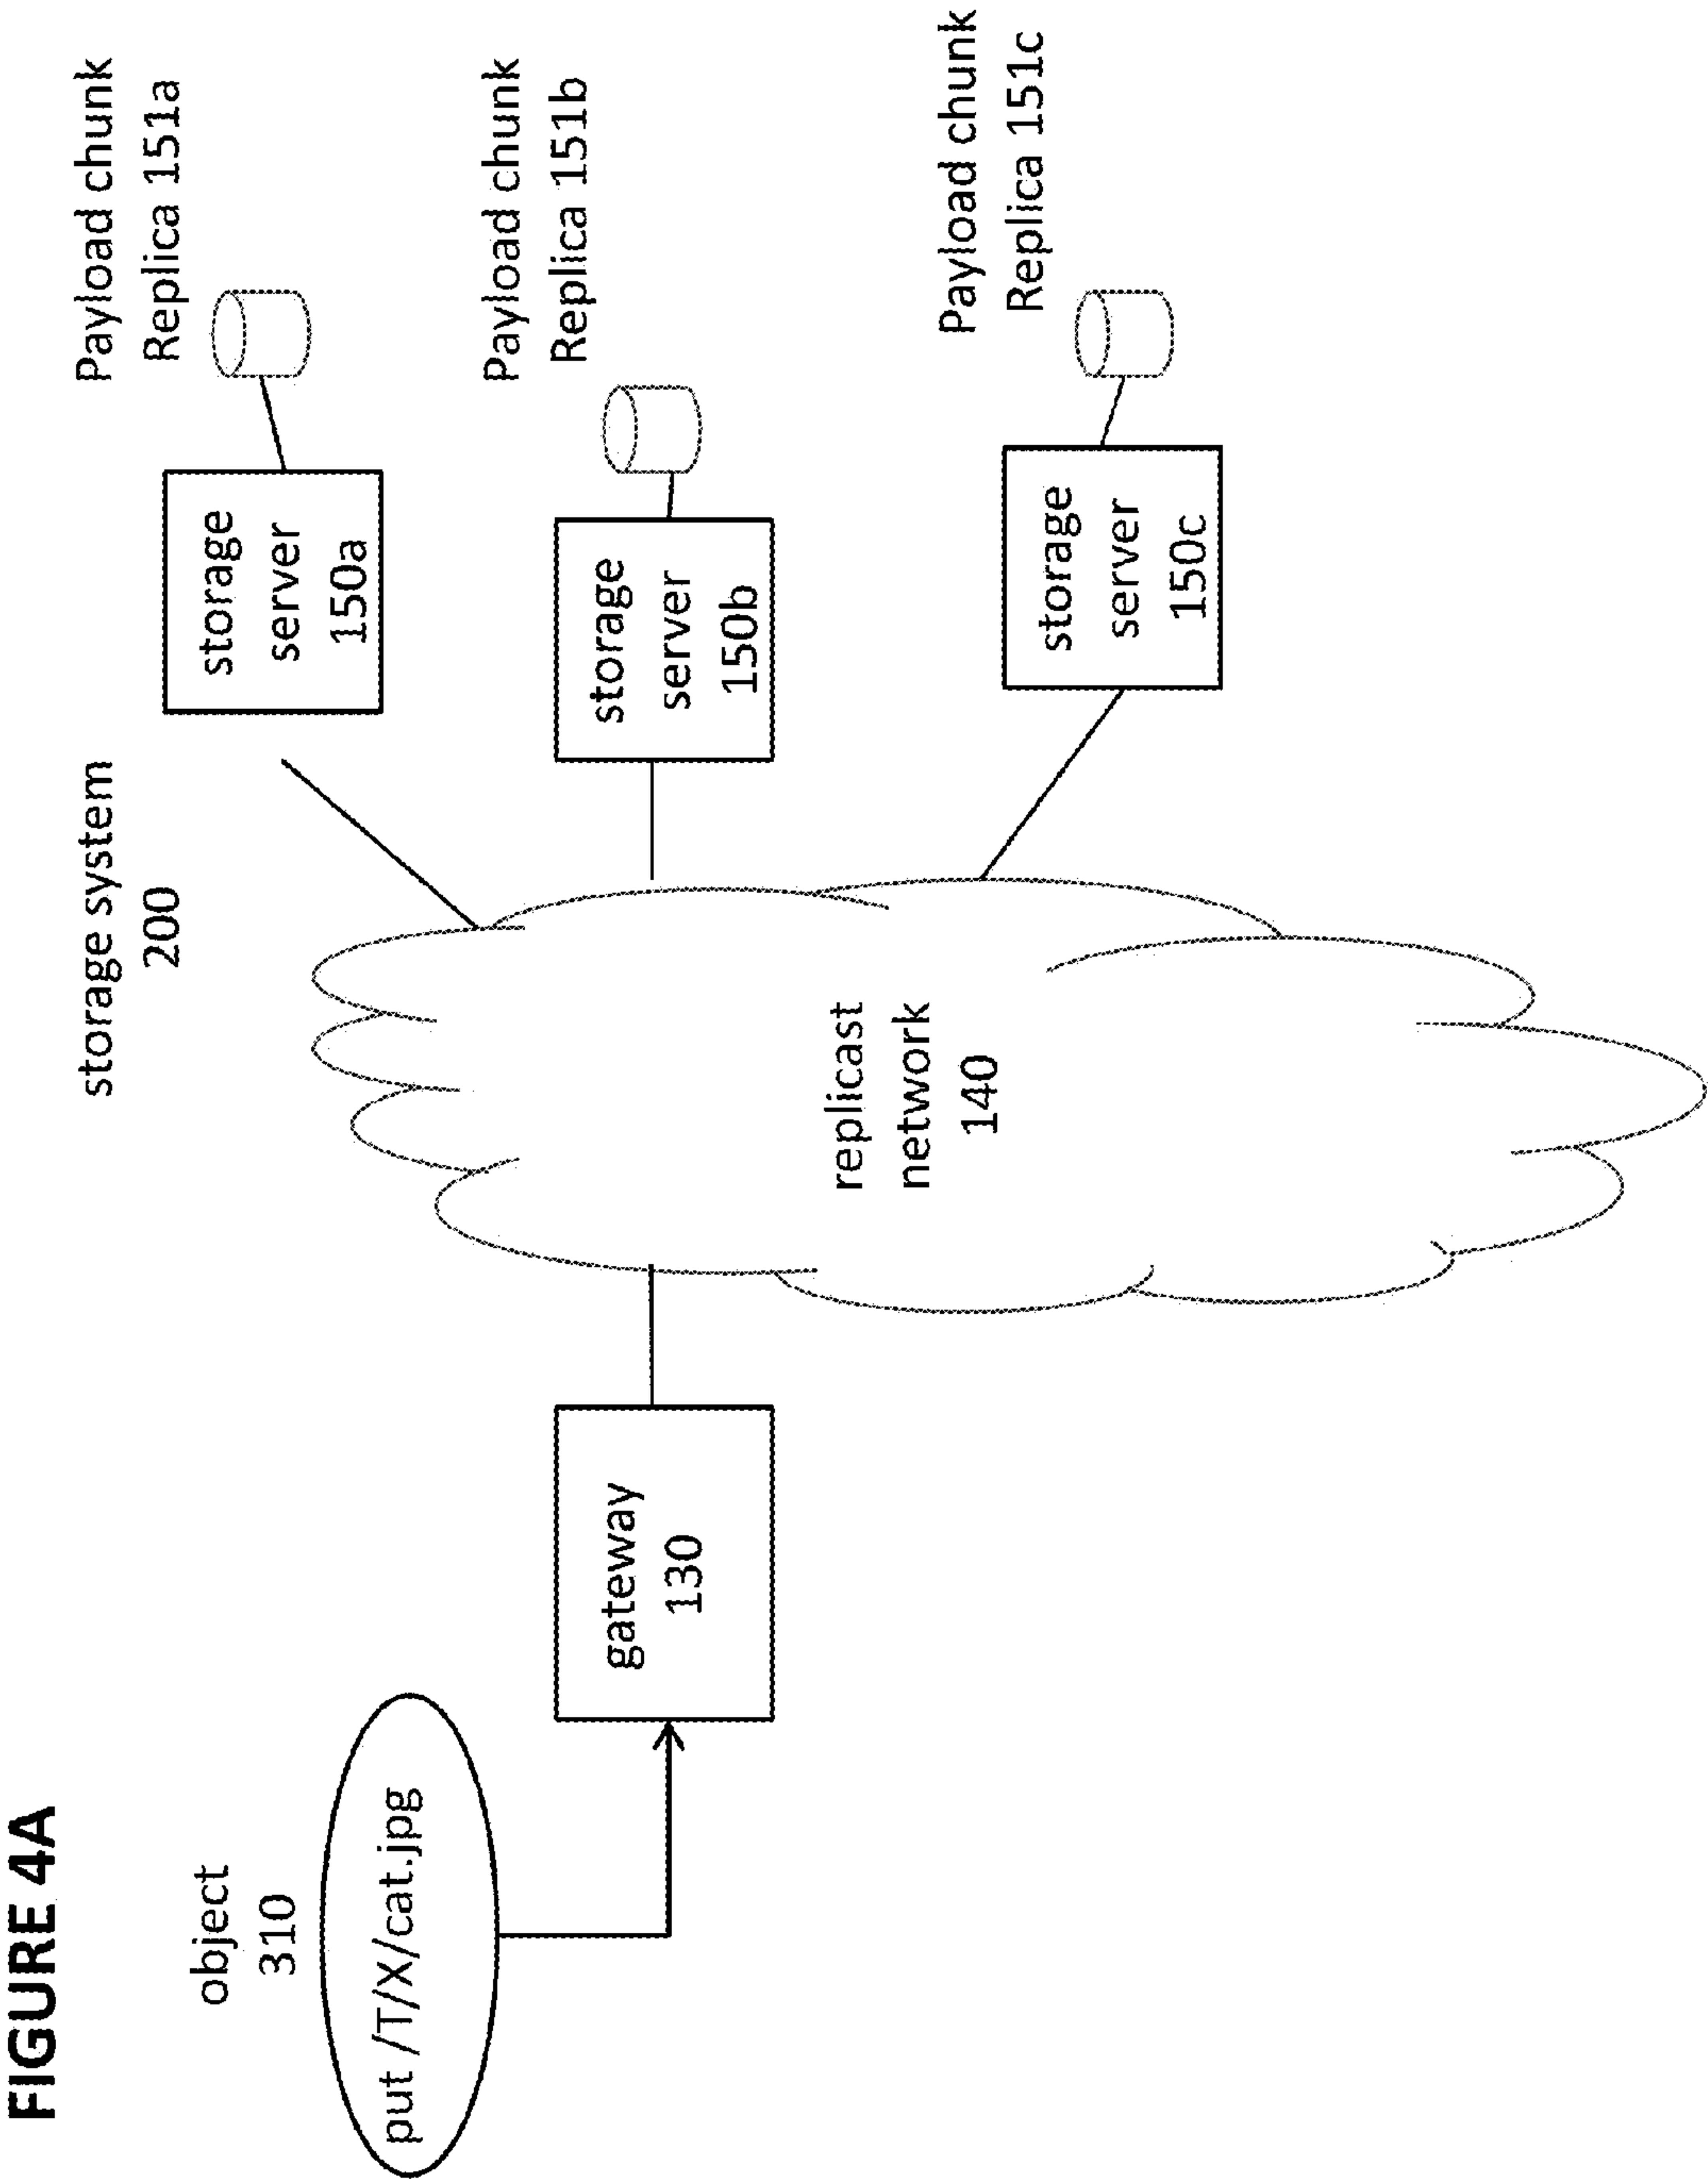 FIGURE 4A
object
310
put /T/X/cat.jpg
gateway
130
storage system
200
replicast
network
140
storage
server
150a
Payload chunk
Replica 151a
storage
server
150b
Payload chunk
Replica 151b
storage
server
150c
Payload chunk
Replica 151c